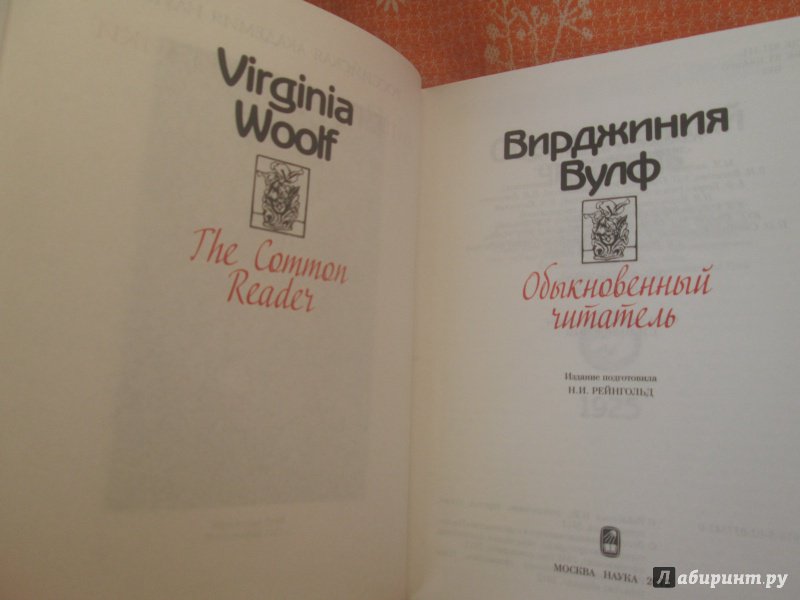 Virginia
Woolf
The Common
Reader
Вирджиния
Вулф
Обыкновенный
читатель
Издание подготовила
Н.И. РЕЙНГОЛЬД
МОСКВА НАУКА
Лабиринт.ру